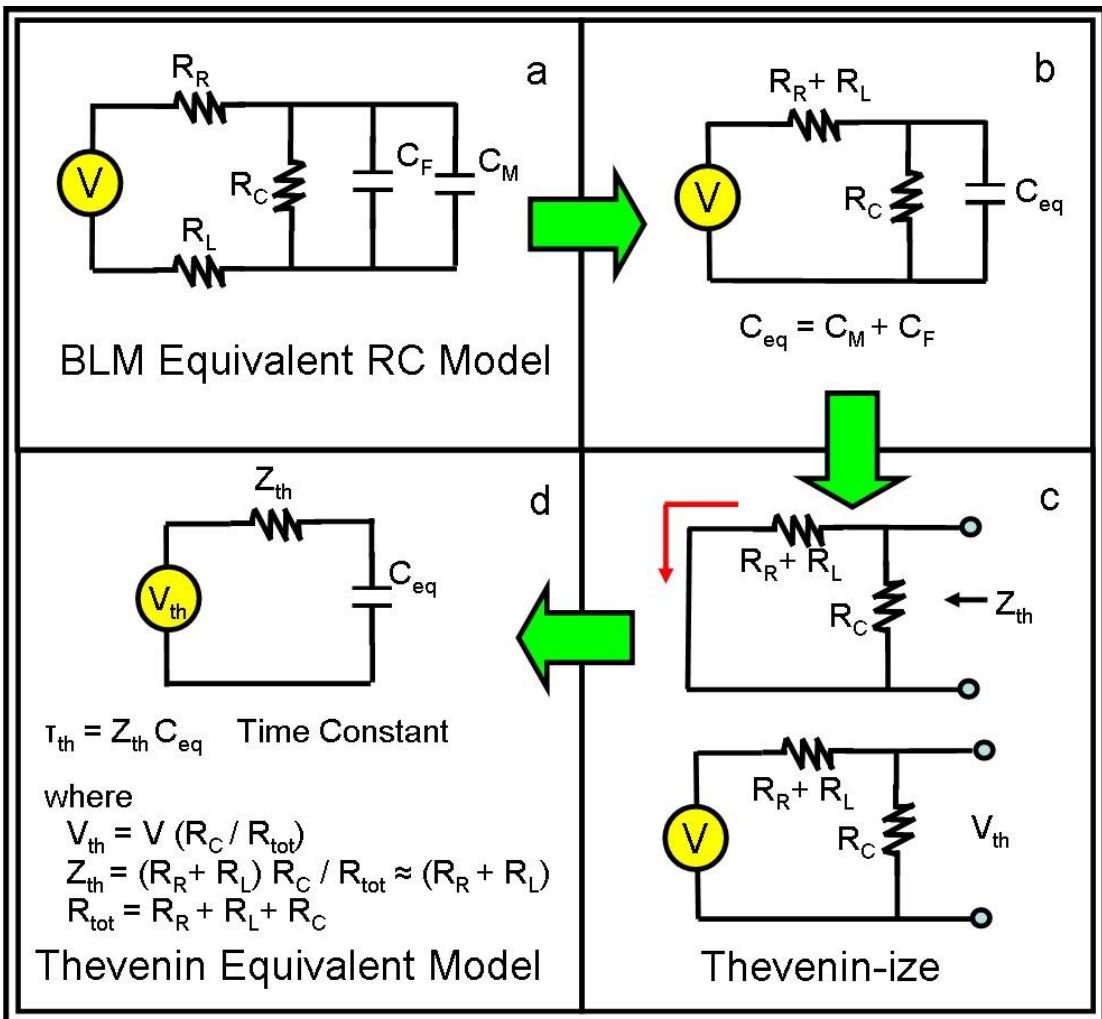 a
R_R
V
R_C
C_F
C_M
R_L
BLM Equivalent RC Model
b
R_R + R_L
V
R_C
C_eq
C_eq = C_M + C_F
c
R_R + R_L
R_C
Z_th
R_R + R_L
V
R_C
V_th
Thevenin-ize
d
Z_th
V_th
C_eq
τ_th = Z_th C_eq Time Constant
where
V_th = V (R_C / R_tot)
Z_th = (R_R + R_L) R_C / R_tot ≈ (R_R + R_L)
R_tot = R_R + R_L + R_C
Thevenin Equivalent Model